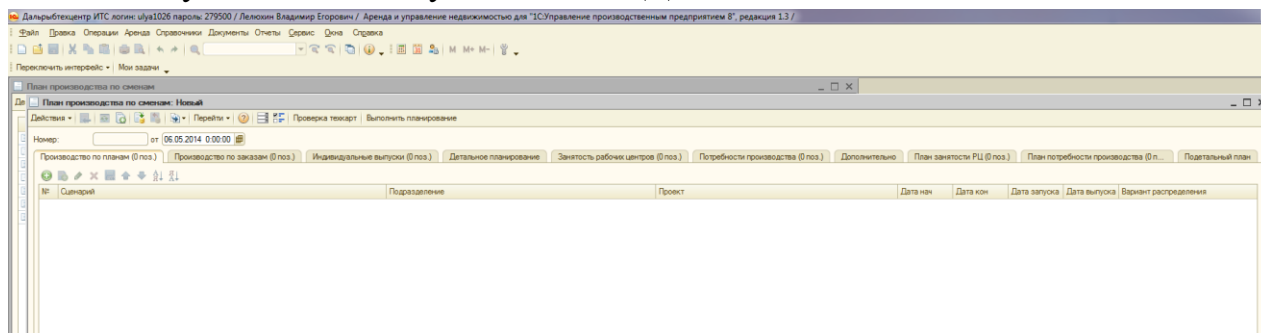 Дальрыбтехцентр ИТС логин: ulya1026 пароль: 279500 / Лелюхин Владимир Егорович / Аренда и управление недвижимостью для "1С:Управление производственным предприятием 8", редакция 1.3 /
Файл Правка Операции Аренда Справочники Документы Отчеты Сервис Окна Справка
M M+ M-
Переключить интерфейс Мои задачи
План производства по сменам
Де План производства по сменам: Новый
Действия Перейти Проверка техкарт Выполнить планирование
Номер: от 06.05.2014 0:00:00
Производство по планам (0 поз.) Производство по заказам (0 поз.) Индивидуальные выпуски (0 поз.) Детальное планирование Занятость рабочих центров (0 поз.) Потребности производства (0 поз.) Дополнительно План занятости РЦ (0 поз.) План потребности производства (0 п... Подетальный план
№ Сценарий Подразделение Проект Дата нач Дата кон Дата запуска Дата выпуска Вариант распределения